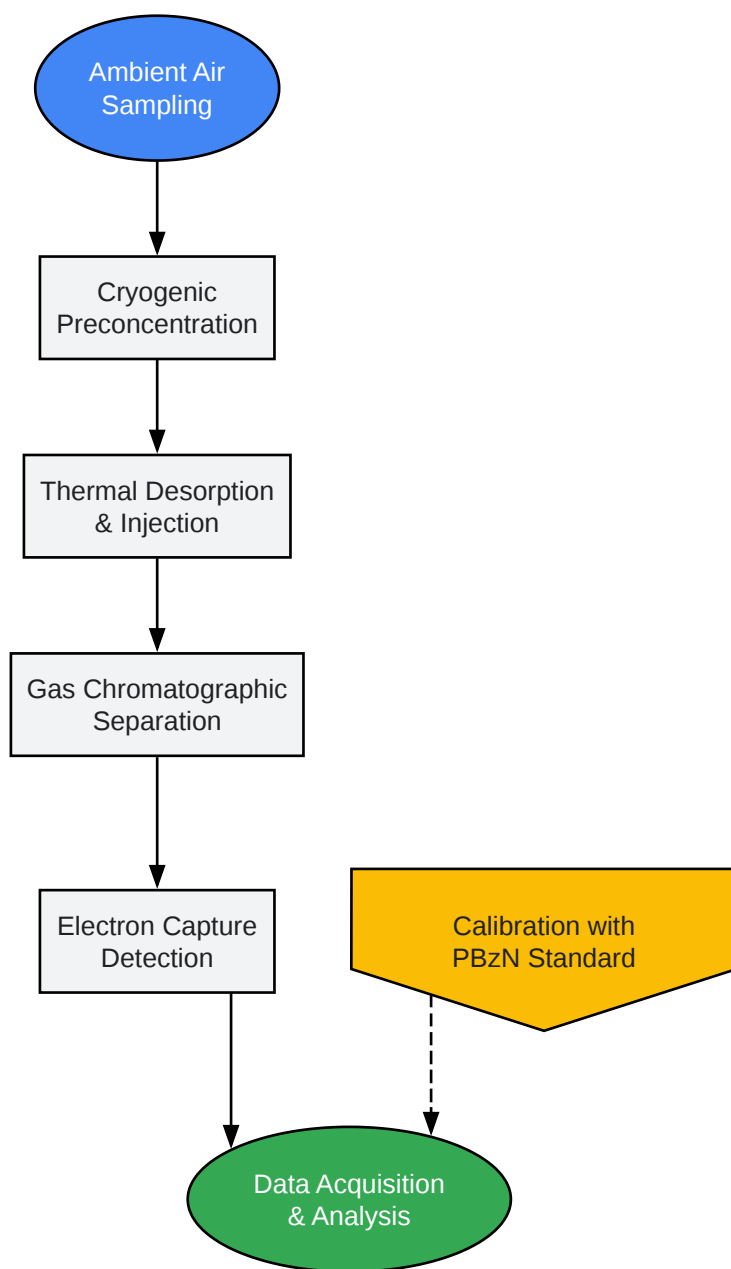 Ambient Air
Sampling
Cryogenic
Preconcentration
Thermal Desorption
& Injection
Gas Chromatographic
Separation
Electron Capture
Detection
Calibration with
PBzN Standard
Data Acquisition
& Analysis